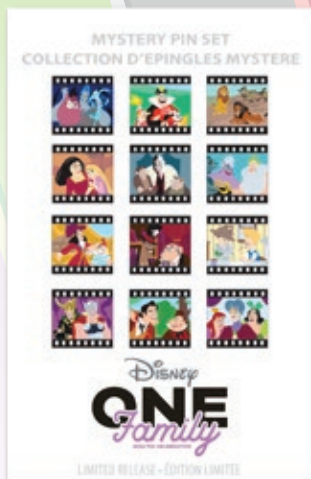 MYSTERY PIN SET
COLLECTION D'EPINGLES MYSTERE
Disney
ONE
Family
LIMITED RELEASE • ÉDITION LIMITÉE